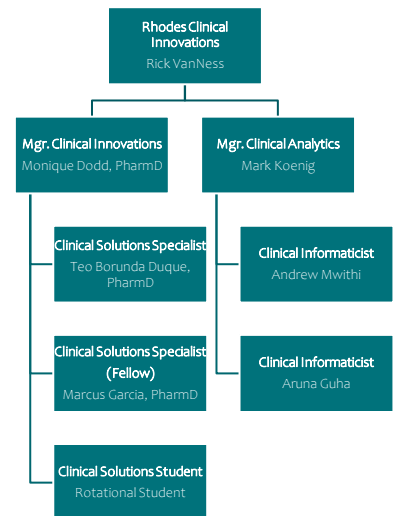 Rhodes Clinical
Innovations
Rick VanNess
Mgr. Clinical Innovations
Monique Dodd, PharmD
Mgr. Clinical Analytics
Mark Koenig
Clinical Solutions Specialist
Teo Borunda Duque,
PharmD
Clinical Informaticist
Andrew Mwithi
Clinical Solutions Specialist
(Fellow)
Marcus Garcia, PharmD
Clinical Informaticist
Aruna Guha
Clinical Solutions Student
Rotational Student